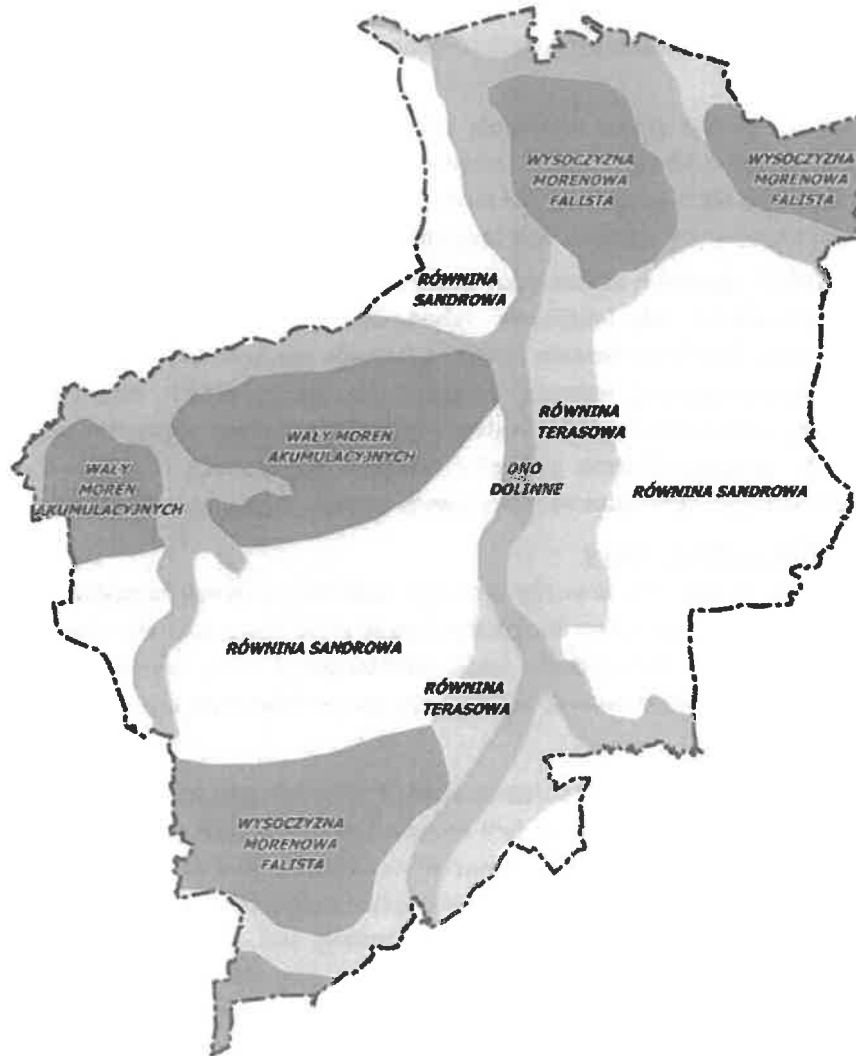 WYSOCZYZNA
MORENOWA
FALISTA
WYSOCZYZNA
MORENOWA
FALISTA
RÓWNINA
SANDROWA
RÓWNINA
TERASOWA
WAŁY MOREN
AKUMULACYJNYCH
WAŁY
MOREN
AKUMULACYJNYCH
DNO
DOLINNE
RÓWNINA SANDROWA
RÓWNINA SANDROWA
RÓWNINA
TERASOWA
WYSOCZYZNA
MORENOWA
FALISTA